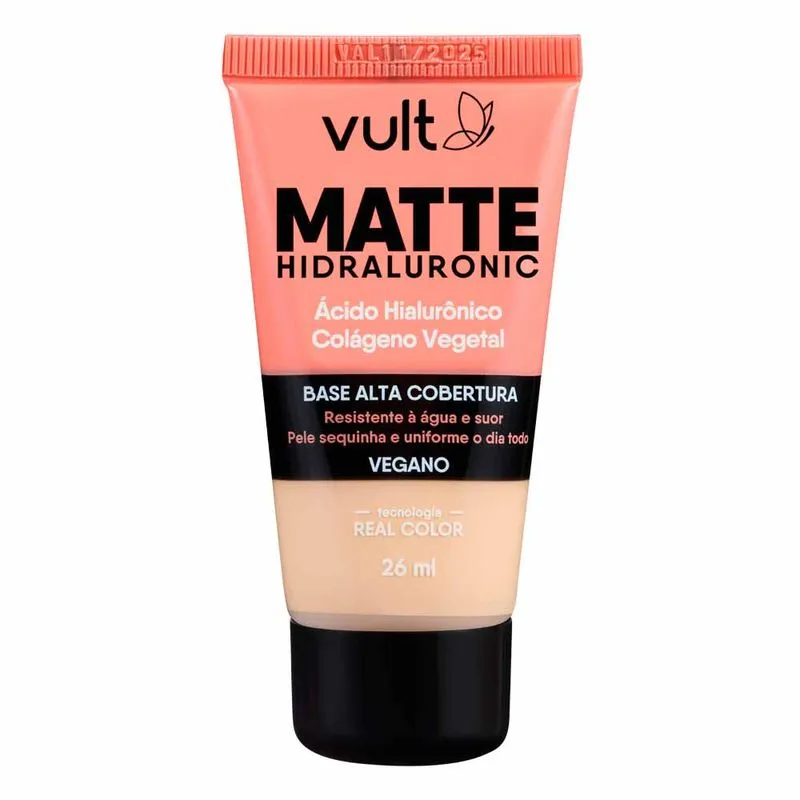 VAL11/2025
vult
MATTE
HIDRALURONIC
Ácido Hialurônico
Colágeno Vegetal
BASE ALTA COBERTURA
Resistente à água e suor
Pele sequinha e uniforme o dia todo
VEGANO
tecnologia
REAL COLOR
26 ml